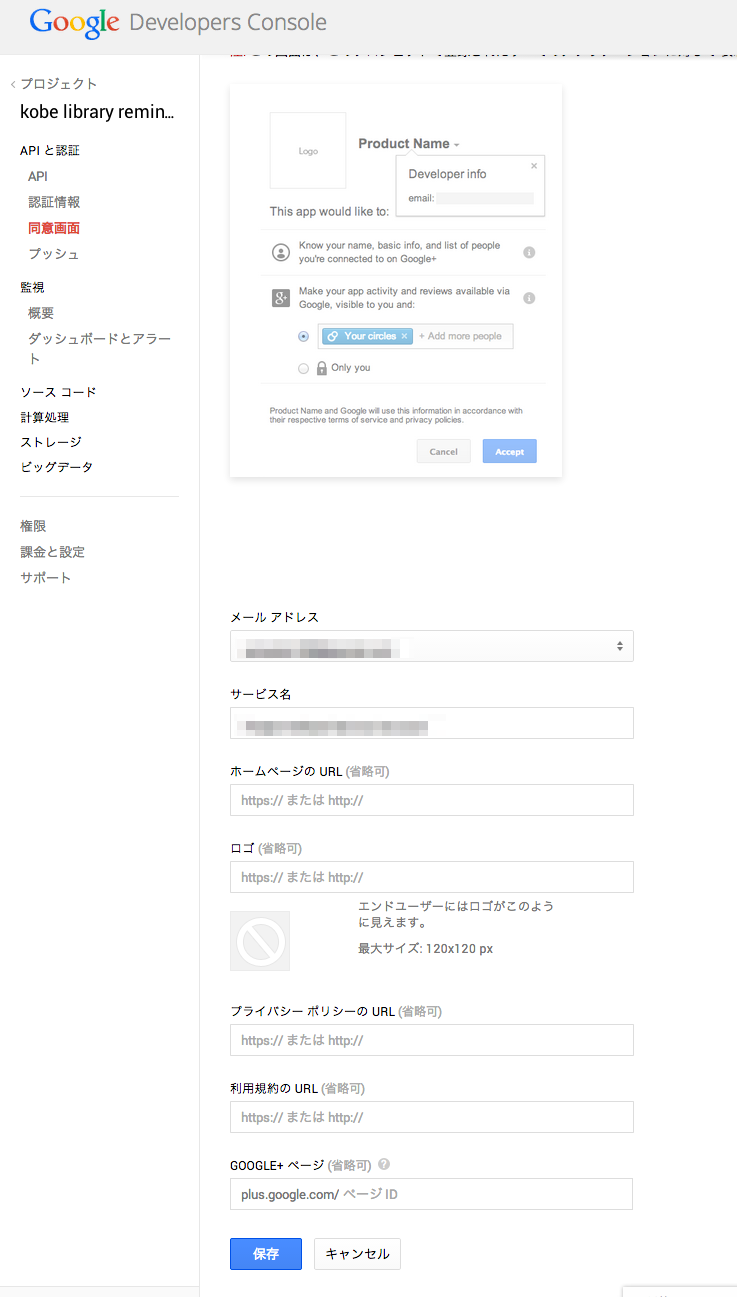 Google Developers Console
プロジェクト
kobe library remin...
API と認証
API
認証情報
同意画面
プッシュ
監視
概要
ダッシュボードとアラー
ト
ソース コード
計算処理
ストレージ
ビッグデータ
権限
課金と設定
サポート
Logo
Product Name
Developer info
email:
This app would like to:
Know your name, basic info, and list of people
you're connected to on Google+
Make your app activity and reviews available via
Google, visible to you and:
Your circles × + Add more people
Only you
Product Name and Google will use this information in accordance with
their respective terms of service and privacy policies.
Cancel Accept
メール アドレス
サービス名
ホームページの URL (省略可)
https:// または http://
ロゴ (省略可)
https:// または http://
エンドユーザーにはロゴがこのよう
に見えます。
最大サイズ: 120x120 px
プライバシー ポリシーの URL (省略可)
https:// または http://
利用規約の URL (省略可)
https:// または http://
GOOGLE+ ページ (省略可)
plus.google.com/ ページ ID
保存 キャンセル